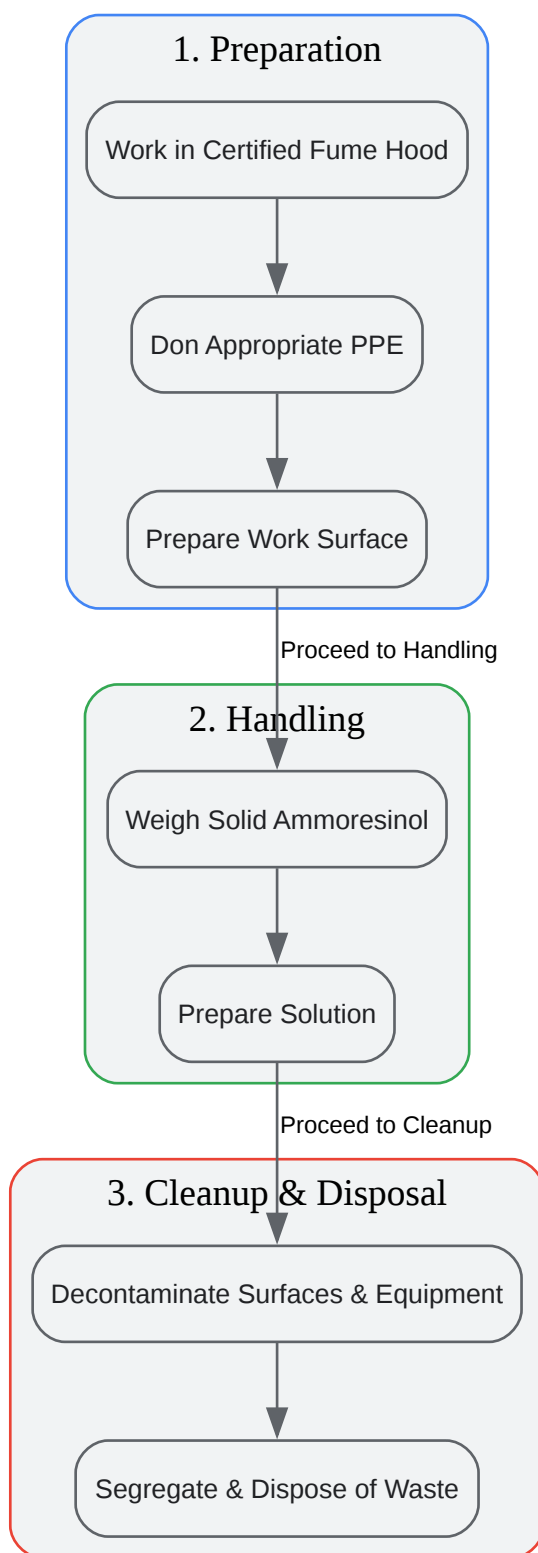 1. Preparation
Work in Certified Fume Hood
Don Appropriate PPE
Prepare Work Surface
Proceed to Handling
2. Handling
Weigh Solid Ammoresinol
Prepare Solution
Proceed to Cleanup
3. Cleanup & Disposal
Decontaminate Surfaces & Equipment
Segregate & Dispose of Waste